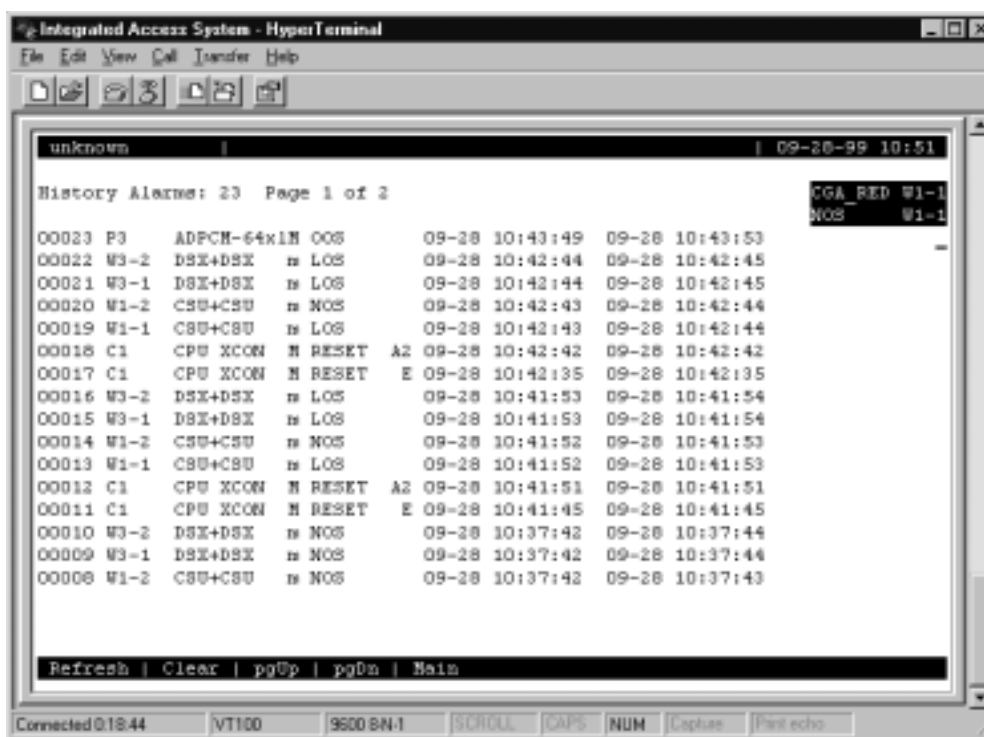 Integrated Access System - HyperTerminal
File Edit View Call Transfer Help
unknown | | 09-28-99 10:51
History Alarms: 23 Page 1 of 2 CGA_RED W1-1
NOS W1-1
00023 P3 ADPCM-64x1M OOS 09-28 10:43:49 09-28 10:43:53
00022 W3-2 DSX+DSX m LOS 09-28 10:42:44 09-28 10:42:45
00021 W3-1 DSX+DSX m LOS 09-28 10:42:44 09-28 10:42:45
00020 W1-2 CSU+CSU m NOS 09-28 10:42:43 09-28 10:42:44
00019 W1-1 CSU+CSU m LOS 09-28 10:42:43 09-28 10:42:44
00018 C1 CPU XCON M RESET A2 09-28 10:42:42 09-28 10:42:42
00017 C1 CPU XCON M RESET E 09-28 10:42:35 09-28 10:42:35
00016 W3-2 DSX+DSX m LOS 09-28 10:41:53 09-28 10:41:54
00015 W3-1 DSX+DSX m LOS 09-28 10:41:53 09-28 10:41:54
00014 W1-2 CSU+CSU m NOS 09-28 10:41:52 09-28 10:41:53
00013 W1-1 CSU+CSU m LOS 09-28 10:41:52 09-28 10:41:53
00012 C1 CPU XCON M RESET A2 09-28 10:41:51 09-28 10:41:51
00011 C1 CPU XCON M RESET E 09-28 10:41:45 09-28 10:41:45
00010 W3-2 DSX+DSX m NOS 09-28 10:37:42 09-28 10:37:44
00009 W3-1 DSX+DSX m NOS 09-28 10:37:42 09-28 10:37:44
00008 W1-2 CSU+CSU m NOS 09-28 10:37:42 09-28 10:37:43
Refresh | Clear | pgUp | pgDn | Main
Connected 0:18:44 VT100 9600 8-N-1 SCROLL CAPS NUM Capture Print echo